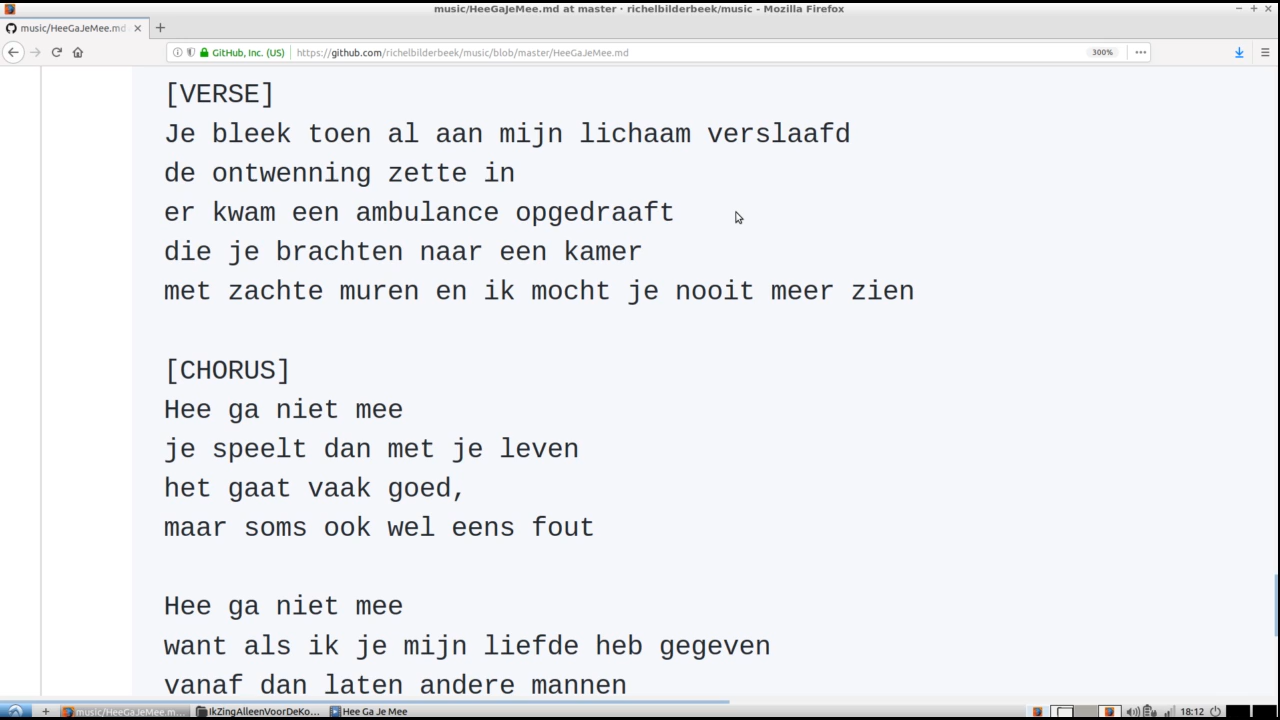 music/HeeGaJeMee.md at master · richelbilderbeek/music - Mozilla Firefox
music/HeeGaJeMee.md
GitHub, Inc. (US) https://github.com/richelbilderbeek/music/blob/master/HeeGaJeMee.md 300%
[VERSE]
Je bleek toen al aan mijn lichaam verslaafd
de ontwenning zette in
er kwam een ambulance opgedraaft
die je brachten naar een kamer
met zachte muren en ik mocht je nooit meer zien
[CHORUS]
Hee ga niet mee
je speelt dan met je leven
het gaat vaak goed,
maar soms ook wel eens fout
Hee ga niet mee
want als ik je mijn liefde heb gegeven
vanaf dan laten andere mannen
music/HeeGaJeMee.m... IkZingAlleenVoorDeKo... Hee Ga Je Mee 18:12